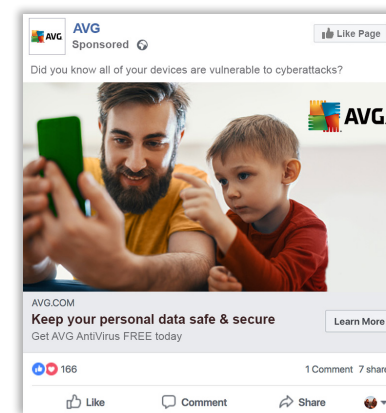 AVG
AVG
Sponsored
Like Page
Did you know all of your devices are vulnerable to cyberattacks?
AVG
AVG.COM
Keep your personal data safe & secure
Get AVG AntiVirus FREE today
Learn More
166
1 Comment 7 share
Like
Comment
Share